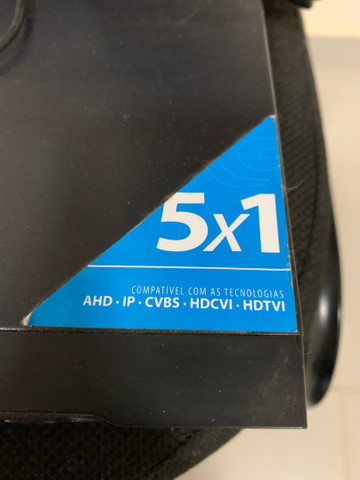 5x1
COMPATÍVEL COM AS TECNOLOGIAS
AHD · IP · CVBS · HDCVI · HDTVI